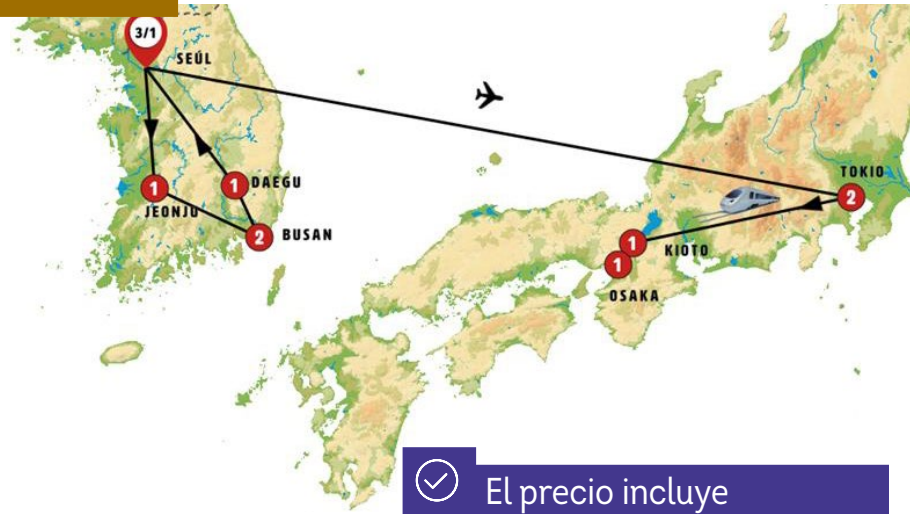 3/1
SEÚL
TOKIO
2
1
DAEGU
1
JEONJU
2
BUSAN
1
KIOTO
1
OSAKA
El precio incluye